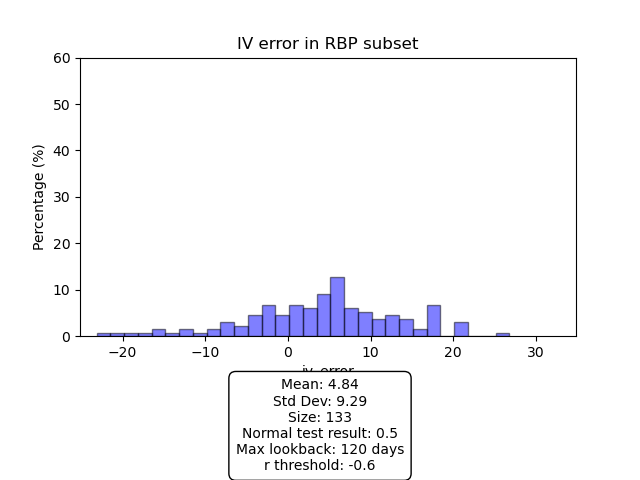 IV error in RBP subset
60
50
40
30
20
10
0
Percentage (%)
−20
−10
0
10
20
30
iv_error
Mean: 4.84
Std Dev: 9.29
Size: 133
Normal test result: 0.5
Max lookback: 120 days
r threshold: -0.6